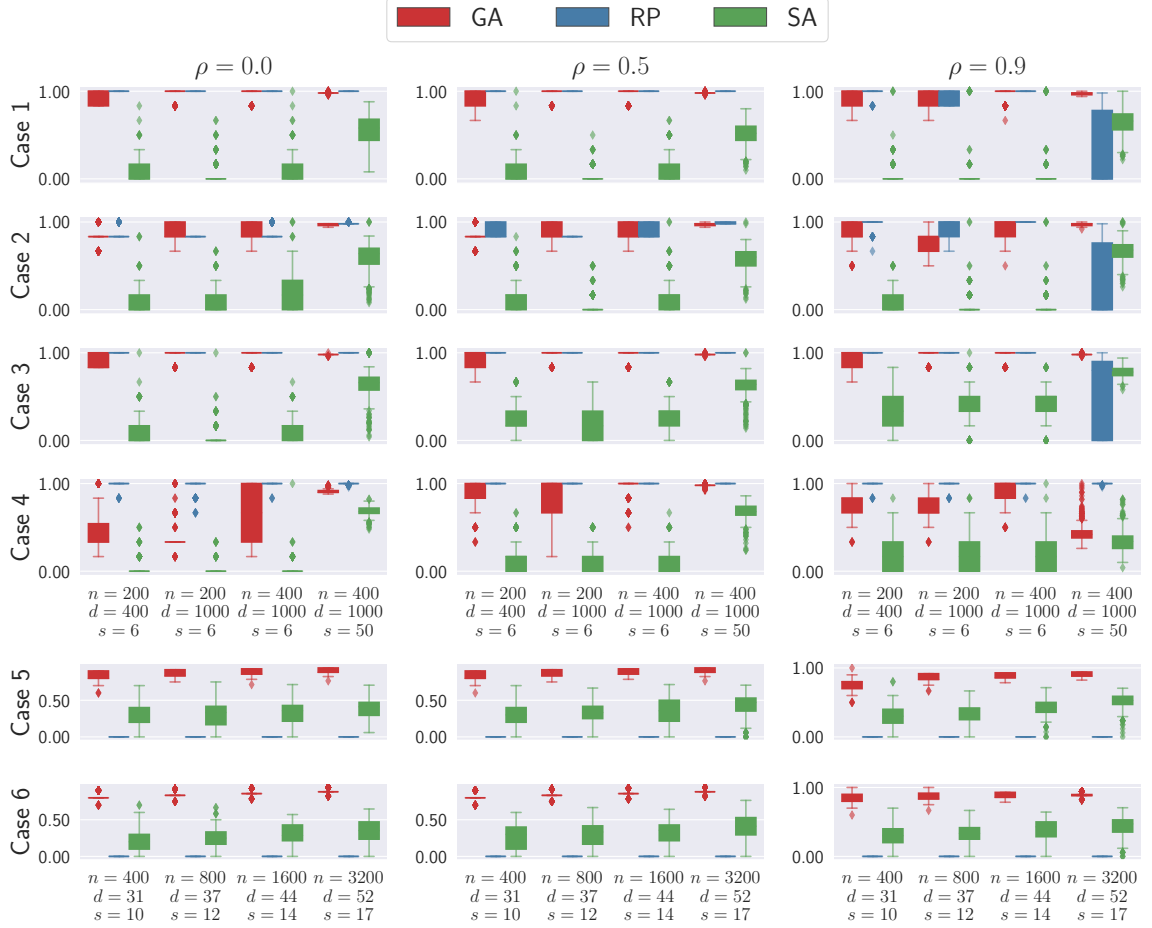 GA RP SA
ρ = 0.0 ρ = 0.5 ρ = 0.9
Case 1
1.00 1.00 1.00
0.00 0.00 0.00
Case 2
1.00 1.00 1.00
0.00 0.00 0.00
Case 3
1.00 1.00 1.00
0.00 0.00 0.00
Case 4
1.00 1.00 1.00
0.00 0.00 0.00
n = 200 n = 200 n = 400 n = 400 n = 200 n = 200 n = 400 n = 400 n = 200 n = 200 n = 400 n = 400
d = 400 d = 1000 d = 1000 d = 1000 d = 400 d = 1000 d = 1000 d = 1000 d = 400 d = 1000 d = 1000 d = 1000
s = 6 s = 6 s = 6 s = 50 s = 6 s = 6 s = 6 s = 50 s = 6 s = 6 s = 6 s = 50
Case 5
1.00
0.50 0.50 0.50
0.00 0.00 0.00
Case 6
1.00
0.50 0.50 0.50
0.00 0.00 0.00
n = 400 n = 800 n = 1600 n = 3200 n = 400 n = 800 n = 1600 n = 3200 n = 400 n = 800 n = 1600 n = 3200
d = 31 d = 37 d = 44 d = 52 d = 31 d = 37 d = 44 d = 52 d = 31 d = 37 d = 44 d = 52
s = 10 s = 12 s = 14 s = 17 s = 10 s = 12 s = 14 s = 17 s = 10 s = 12 s = 14 s = 17